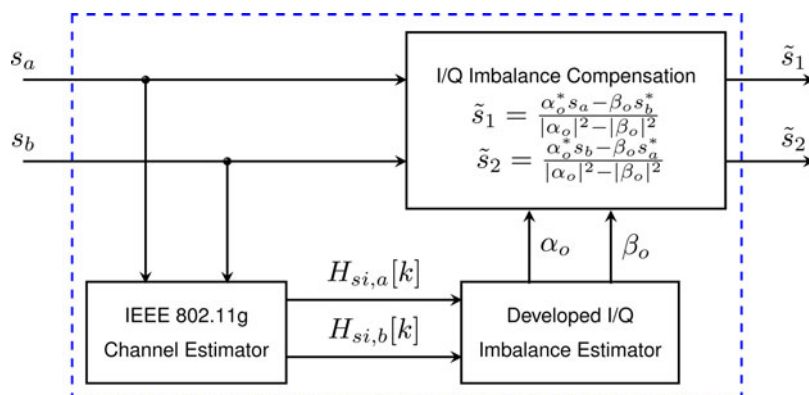 s_a
s_b
I/Q Imbalance Compensation
s̃_1 = (α_o^* s_a − β_o s_b^*) / (|α_o|^2 − |β_o|^2)
s̃_2 = (α_o^* s_b − β_o s_a^*) / (|α_o|^2 − |β_o|^2)
s̃_1
s̃_2
α_o
β_o
IEEE 802.11g
Channel Estimator
H_{si,a}[k]
H_{si,b}[k]
Developed I/Q
Imbalance Estimator